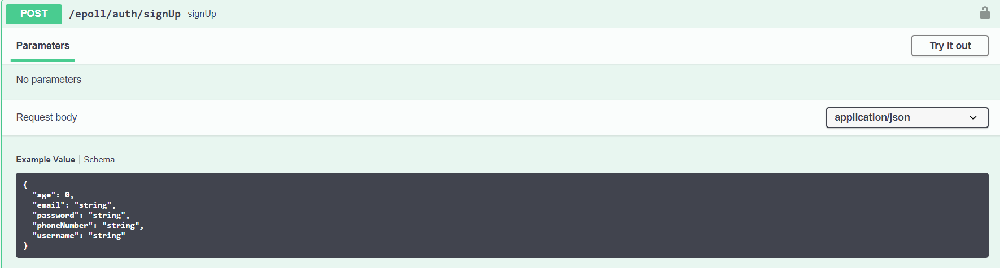 POST /epoll/auth/signUp signUp
Parameters
Try it out
No parameters
Request body
application/json
Example Value Schema
{
  "age": 0,
  "email": "string",
  "password": "string",
  "phoneNumber": "string",
  "username": "string"
}